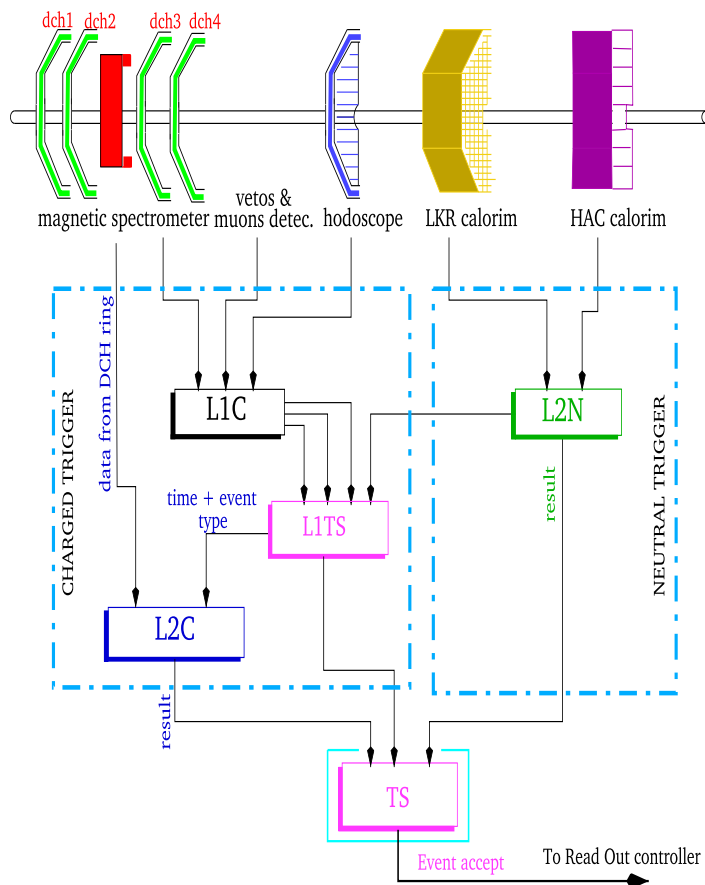 dch1 dch2 dch3 dch4
magnetic spectrometer
vetos &
muons detec.
hodoscope
LKR calorim
HAC calorim
data from DCH ring
CHARGED TRIGGER
L1C
L2N
NEUTRAL TRIGGER
result
time + event
type
L1TS
L2C
result
TS
Event accept
To Read Out controller